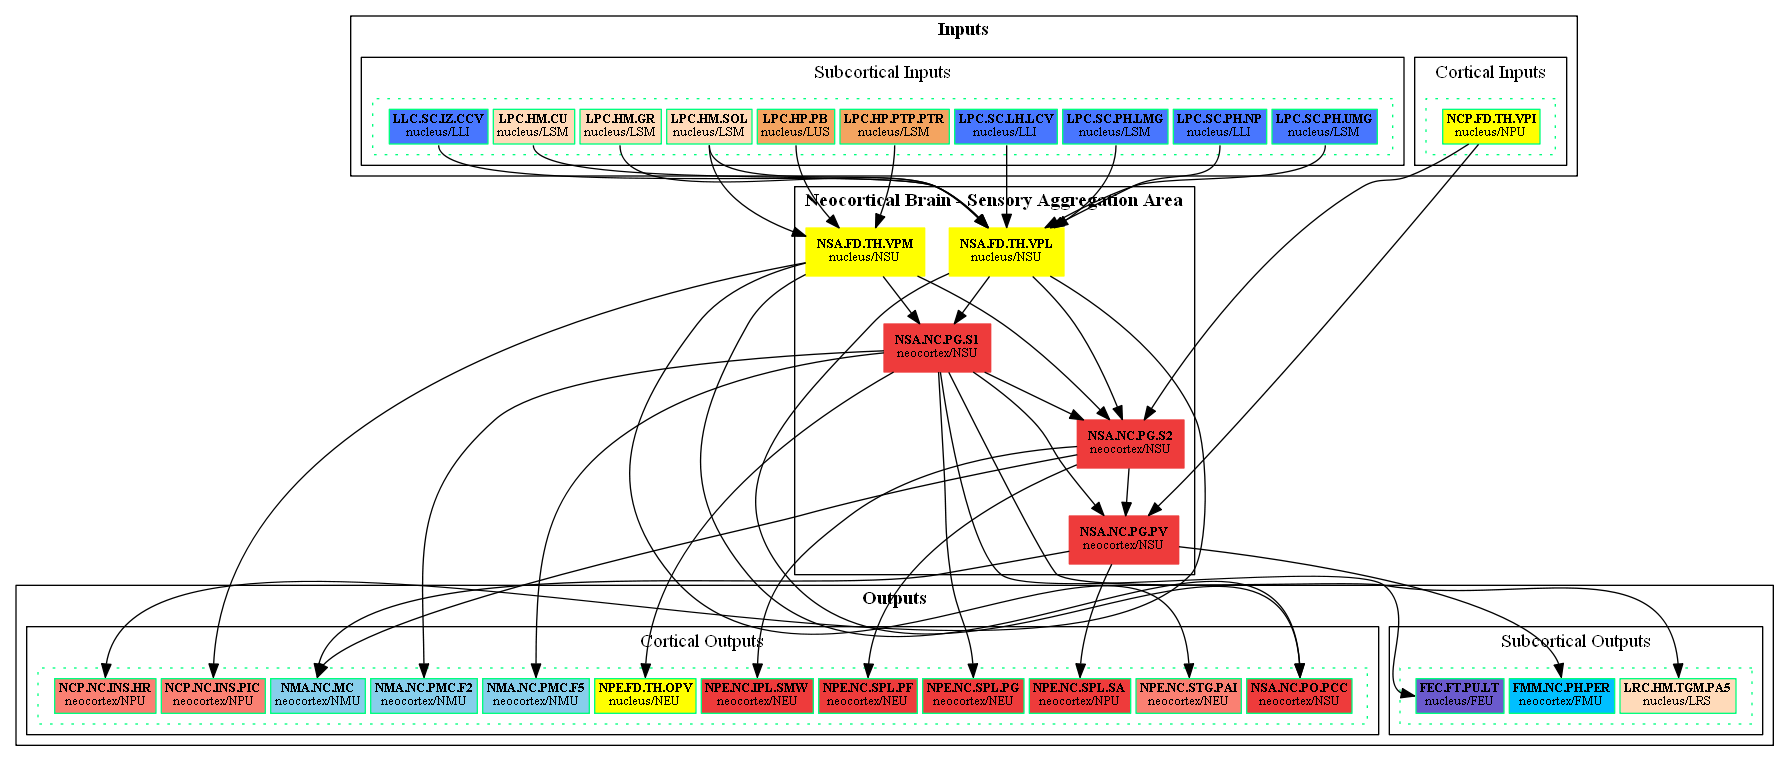 Inputs
Subcortical Inputs
Cortical Inputs
LLC.SC.IZ.CCV
nucleus/LLI
LPC.HM.CU
nucleus/LSM
LPC.HM.GR
nucleus/LSM
LPC.HM.SOL
nucleus/LSM
LPC.HP.PB
nucleus/LUS
LPC.HP.PTP.PTR
nucleus/LSM
LPC.SC.LH.LCV
nucleus/LLI
LPC.SC.PH.LMG
nucleus/LSM
LPC.SC.PH.NP
nucleus/LLI
LPC.SC.PH.UMG
nucleus/LSM
NCP.FD.TH.VPI
nucleus/NPU
Neocortical Brain - Sensory Aggregation Area
NSA.FD.TH.VPM
nucleus/NSU
NSA.FD.TH.VPL
nucleus/NSU
NSA.NC.PG.S1
neocortex/NSU
NSA.NC.PG.S2
neocortex/NSU
NSA.NC.PG.PV
neocortex/NSU
Outputs
Cortical Outputs
Subcortical Outputs
NCP.NC.INS.HR
neocortex/NPU
NCP.NC.INS.PIC
neocortex/NPU
NMA.NC.MC
neocortex/NMU
NMA.NC.PMC.F2
neocortex/NMU
NMA.NC.PMC.F5
neocortex/NMU
NPE.FD.TH.OPV
nucleus/NEU
NPE.NC.IPL.SMW
neocortex/NEU
NPE.NC.SPL.PF
neocortex/NEU
NPE.NC.SPL.PG
neocortex/NEU
NPE.NC.SPL.SA
neocortex/NPU
NPE.NC.STG.PAI
neocortex/NEU
NSA.NC.PO.PCC
neocortex/NSU
FEC.FT.PU.LT
nucleus/FEU
FMM.NC.PH.PER
neocortex/FMU
LRC.HM.TGM.PA5
nucleus/LRS